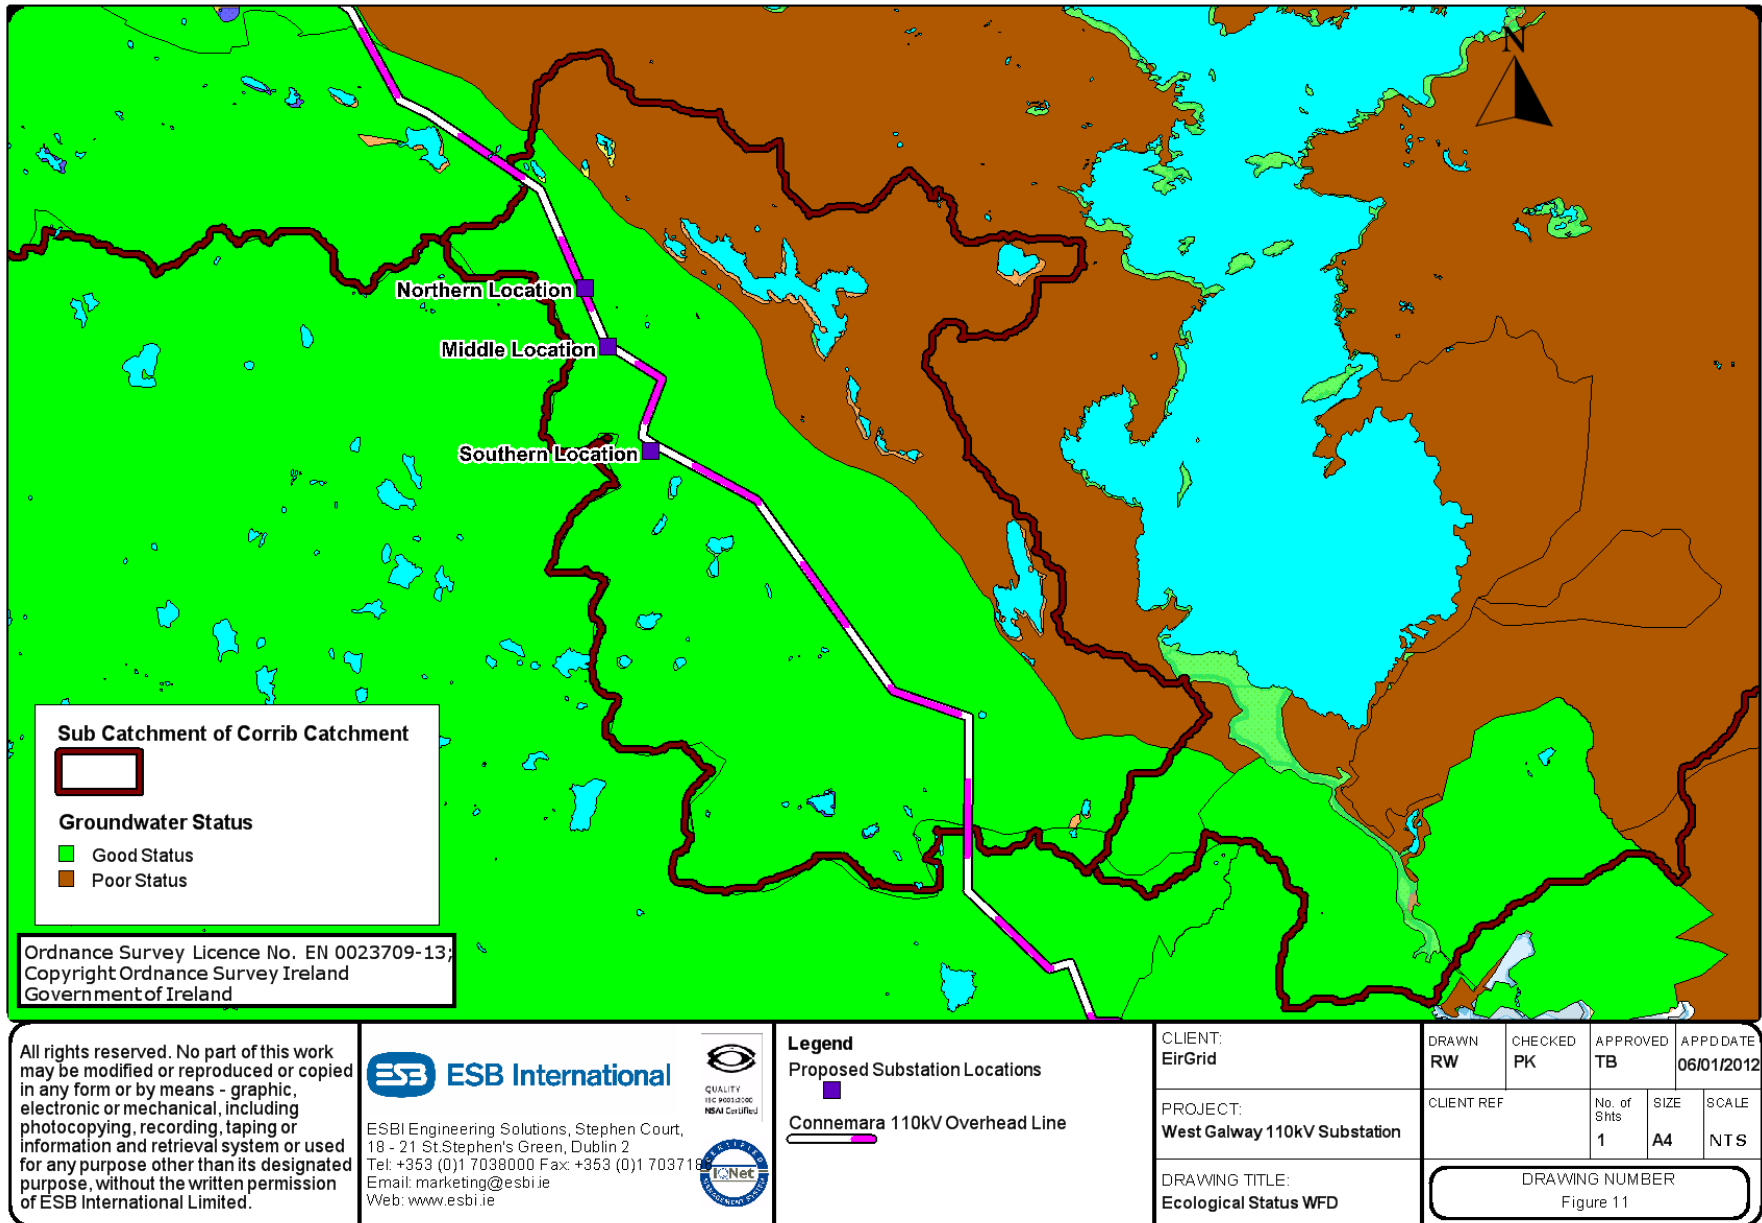 N
Northern Location
Middle Location
Southern Location
Sub Catchment of Corrib Catchment
Groundwater Status
Good Status
Poor Status
Ordnance Survey Licence No. EN 0023709-13;
Copyright Ordnance Survey Ireland
Government of Ireland
All rights reserved. No part of this work
may be modified or reproduced or copied
in any form or by means - graphic,
electronic or mechanical, including
photocopying, recording, taping or
information and retrieval system or used
for any purpose other than its designated
purpose, without the written permission
of ESB International Limited.
ESB ESB International
QUALITY
ISO 9001:2000
NSAI Certified
ESBI Engineering Solutions, Stephen Court,
18 - 21 St.Stephen's Green, Dublin 2
Tel: +353 (0)1 7038000 Fax: +353 (0)1 703718
Email: marketing@esbi.ie
Web: www.esbi.ie
CERTIFIED
IQNet
MANAGEMENT SYSTEM
Legend
Proposed Substation Locations
Connemara 110kV Overhead Line
CLIENT:
EirGrid
PROJECT:
West Galway 110kV Substation
DRAWING TITLE:
Ecological Status WFD
DRAWN CHECKED APPROVED APPD DATE
RW PK TB 06/01/2012
CLIENT REF No. of Shts SIZE SCALE
1 A4 NTS
DRAWING NUMBER
Figure 11